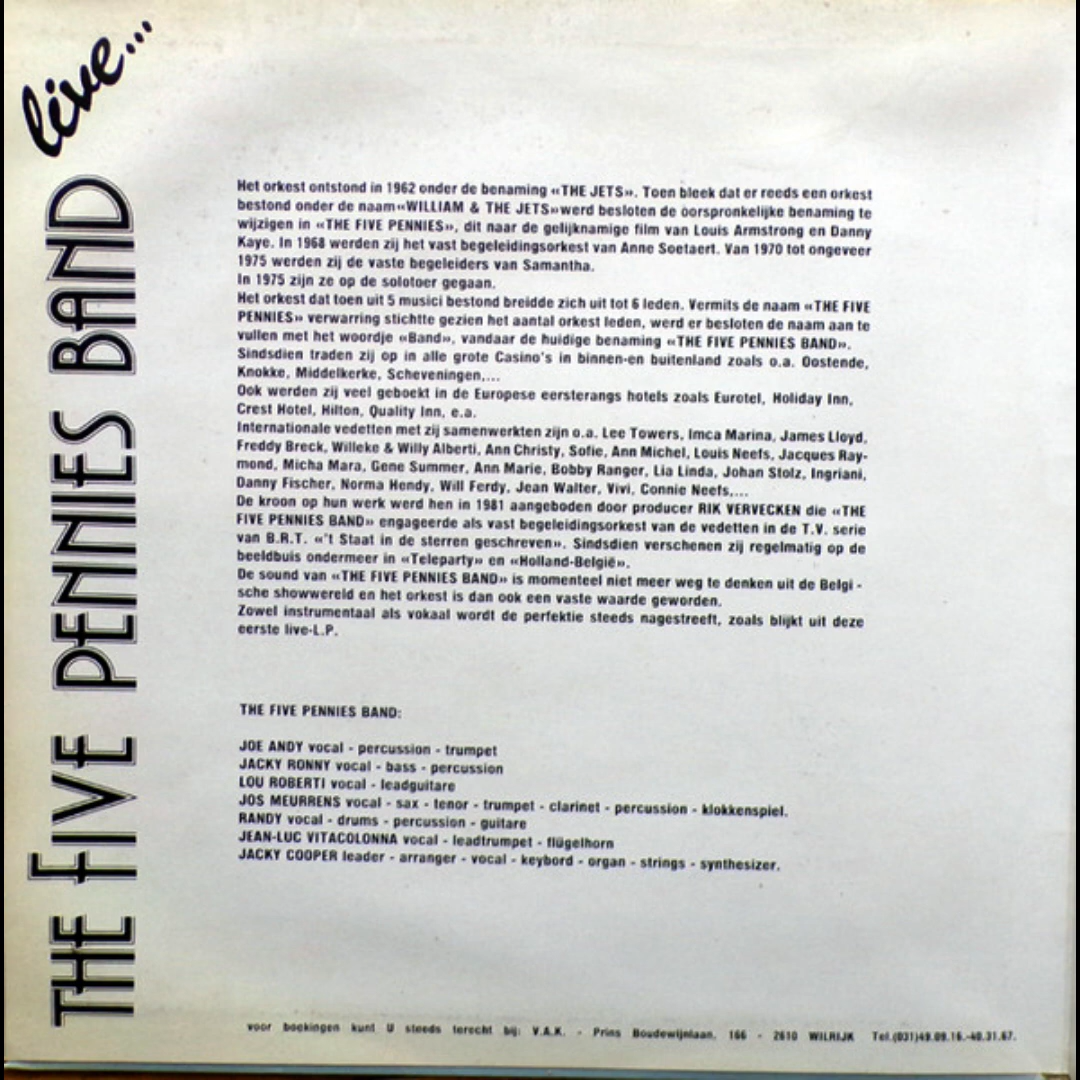 THE FIVE PENNIES BAND live...
Het orkest ontstond in 1962 onder de benaming «THE JETS». Toen bleek dat er reeds een orkest
bestond onder de naam«WILLIAM & THE JETS»werd besloten de oorspronkelijke benaming te
wijzigen in «THE FIVE PENNIES», dit naar de gelijknamige film van Louis Armstrong en Danny
Kaye. In 1968 werden zij het vast begeleidingsorkest van Anne Soetaert. Van 1970 tot ongeveer
1975 werden zij de vaste begeleiders van Samantha.
In 1975 zijn ze op de solotoer gegaan.
Het orkest dat toen uit 5 musici bestond breidde zich uit tot 6 leden. Vermits de naam «THE FIVE
PENNIES» verwarring stichtte gezien het aantal orkest leden, werd er besloten de naam aan te
vullen met het woordje «Band», vandaar de huidige benaming «THE FIVE PENNIES BAND».
Sindsdien traden zij op in alle grote Casino's in binnen-en buitenland zoals o.a. Oostende,
Knokke, Middelkerke, Scheveningen,...
Ook werden zij veel geboekt in de Europese eersterangs hotels zoals Eurotel, Holiday Inn,
Crest Hotel, Hilton, Quality Inn, e.a.
Internationale vedetten met zij samenwerkten zijn o.a. Lee Towers, Imca Marina, James Lloyd,
Freddy Breck, Willeke & Willy Alberti, Ann Christy, Sofie, Ann Michel, Louis Neefs, Jacques Ray-
mond, Micha Mara, Gene Summer, Ann Marie, Bobby Ranger, Lia Linda, Johan Stolz, Ingriani,
Danny Fischer, Norma Hendy, Will Ferdy, Jean Walter, Vivi, Connie Neefs,...
De kroon op hun werk werd hen in 1981 aangeboden door producer RIK VERVECKEN die «THE
FIVE PENNIES BAND» engageerde als vast begeleidingsorkest van de vedetten in de T.V. serie
van B.R.T. «'t Staat in de sterren geschreven». Sindsdien verschenen zij regelmatig op de
beeldbuis ondermeer in «Teleparty» en «Holland-België».
De sound van «THE FIVE PENNIES BAND» is momenteel niet meer weg te denken uit de Belgi -
sche showwereld en het orkest is dan ook een vaste waarde geworden.
Zowel instrumentaal als vokaal wordt de perfektie steeds nagestreeft, zoals blijkt uit deze
eerste live-L.P.
THE FIVE PENNIES BAND:
JOE ANDY vocal - percussion - trumpet
JACKY RONNY vocal - bass - percussion
LOU ROBERTI vocal - leadguitare
JOS MEURRENS vocal - sax - tenor - trumpet - clarinet - percussion - klokkenspiel.
RANDY vocal - drums - percussion - guitare
JEAN-LUC VITACOLONNA vocal - leadtrumpet - flügelhorn
JACKY COOPER leader - arranger - vocal - keybord - organ - strings - synthesizer.
voor boekingen kunt U steeds terecht bij: V.A.K. - Prins Boudewijnlaan, 166 - 2610 WILRIJK Tel.(031)49.09.16.-40.31.67.